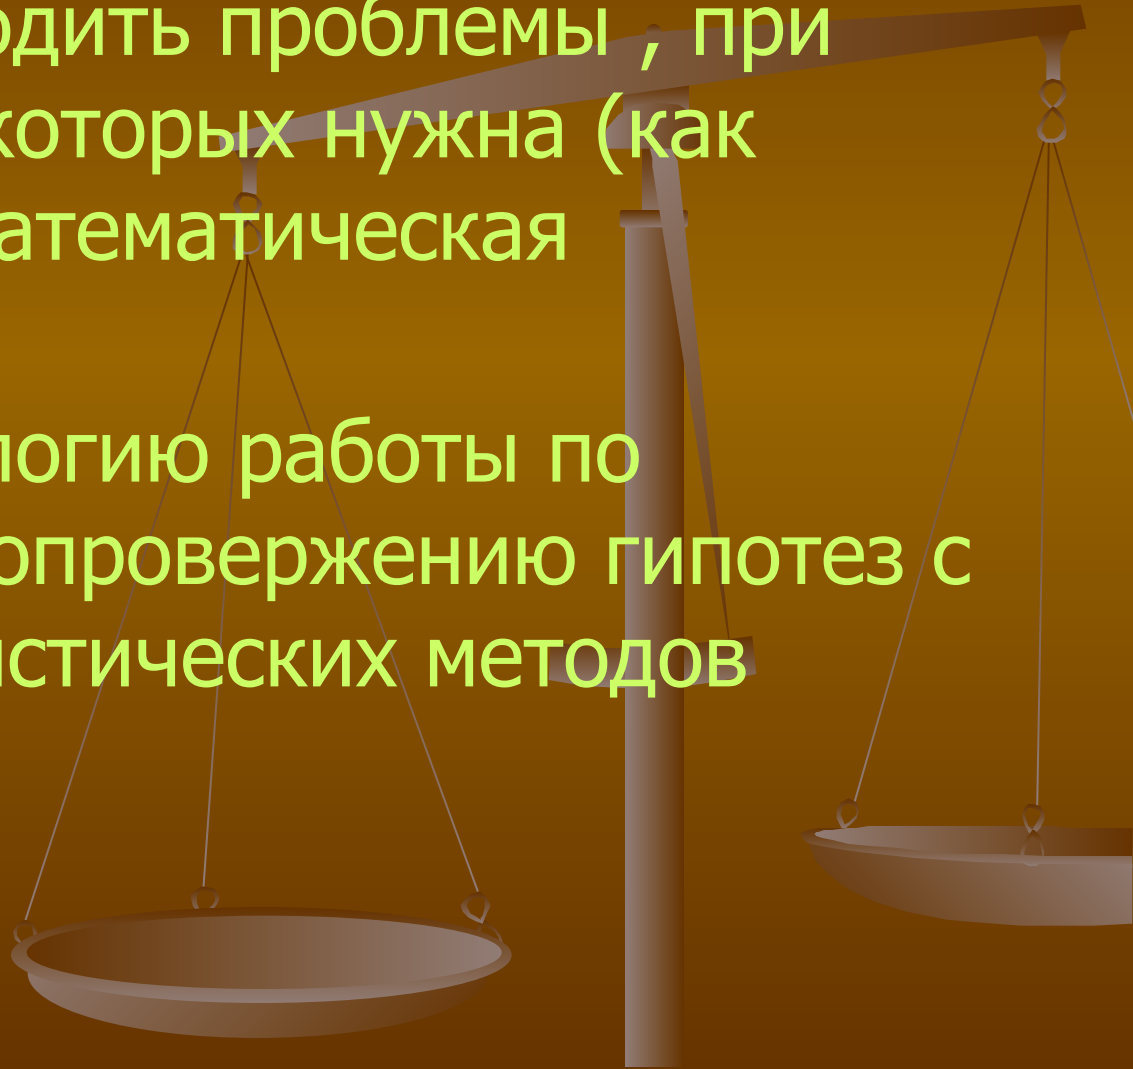 одить проблемы , при
которых нужна (как
атематическая
логию работы по
опровержению гипотез с
истических методов